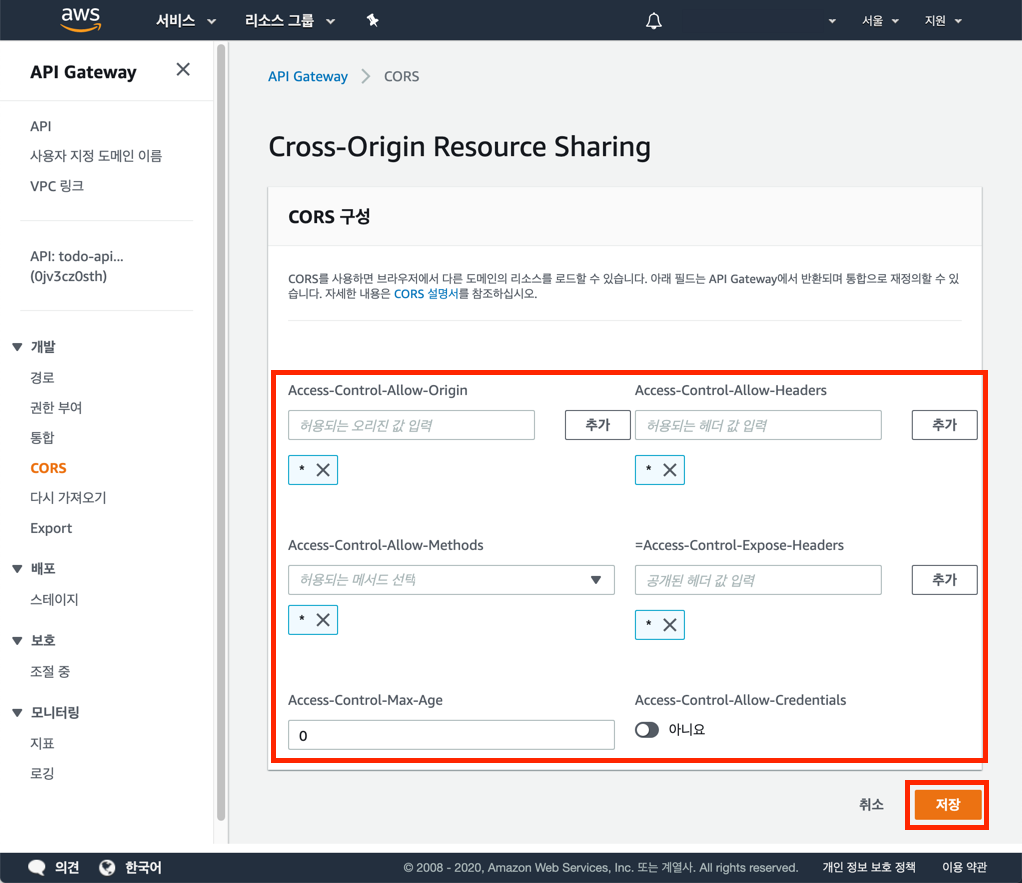 aws 서비스 리소스 그룹 서울 지원
API Gateway
API
사용자 지정 도메인 이름
VPC 링크
API: todo-api...
(0jv3cz0sth)
개발
경로
권한 부여
통합
CORS
다시 가져오기
Export
배포
스테이지
보호
조절 중
모니터링
지표
로깅
API Gateway > CORS
Cross-Origin Resource Sharing
CORS 구성
CORS를 사용하면 브라우저에서 다른 도메인의 리소스를 로드할 수 있습니다. 아래 필드는 API Gateway에서 반환되며 통합으로 재정의할 수 있
습니다. 자세한 내용은 CORS 설명서를 참조하십시오.
Access-Control-Allow-Origin
허용되는 오리진 값 입력 추가
*
Access-Control-Allow-Headers
허용되는 헤더 값 입력 추가
*
Access-Control-Allow-Methods
허용되는 메서드 선택
*
=Access-Control-Expose-Headers
공개된 헤더 값 입력 추가
*
Access-Control-Max-Age
0
Access-Control-Allow-Credentials
아니요
취소 저장
의견 한국어 © 2008 - 2020, Amazon Web Services, Inc. 또는 계열사. All rights reserved. 개인 정보 보호 정책 이용 약관